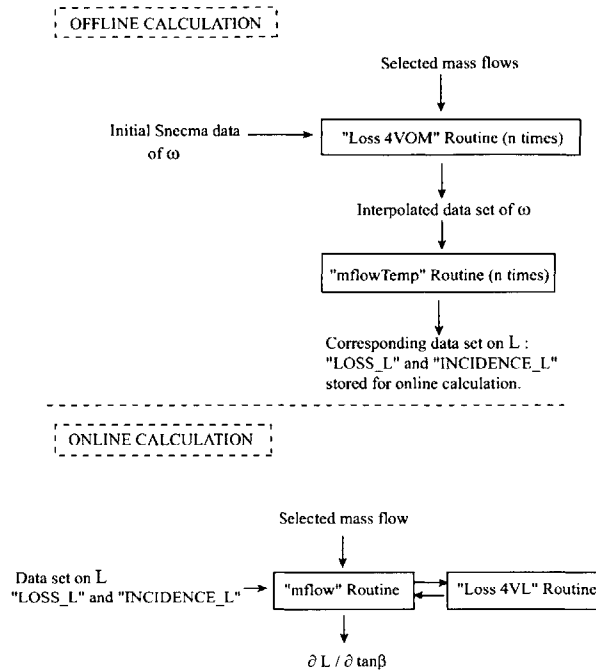 OFFLINE CALCULATION
Selected mass flows
Initial Snecma data
of ω
"Loss 4VOM" Routine (n times)
Interpolated data set of ω
"mflowTemp" Routine (n times)
Corresponding data set on L :
"LOSS_L" and "INCIDENCE_L"
stored for online calculation.
ONLINE CALCULATION
Selected mass flow
Data set on L
"LOSS_L" and "INCIDENCE_L"
"mflow" Routine
"Loss 4VL" Routine
∂ L / ∂ tanβ